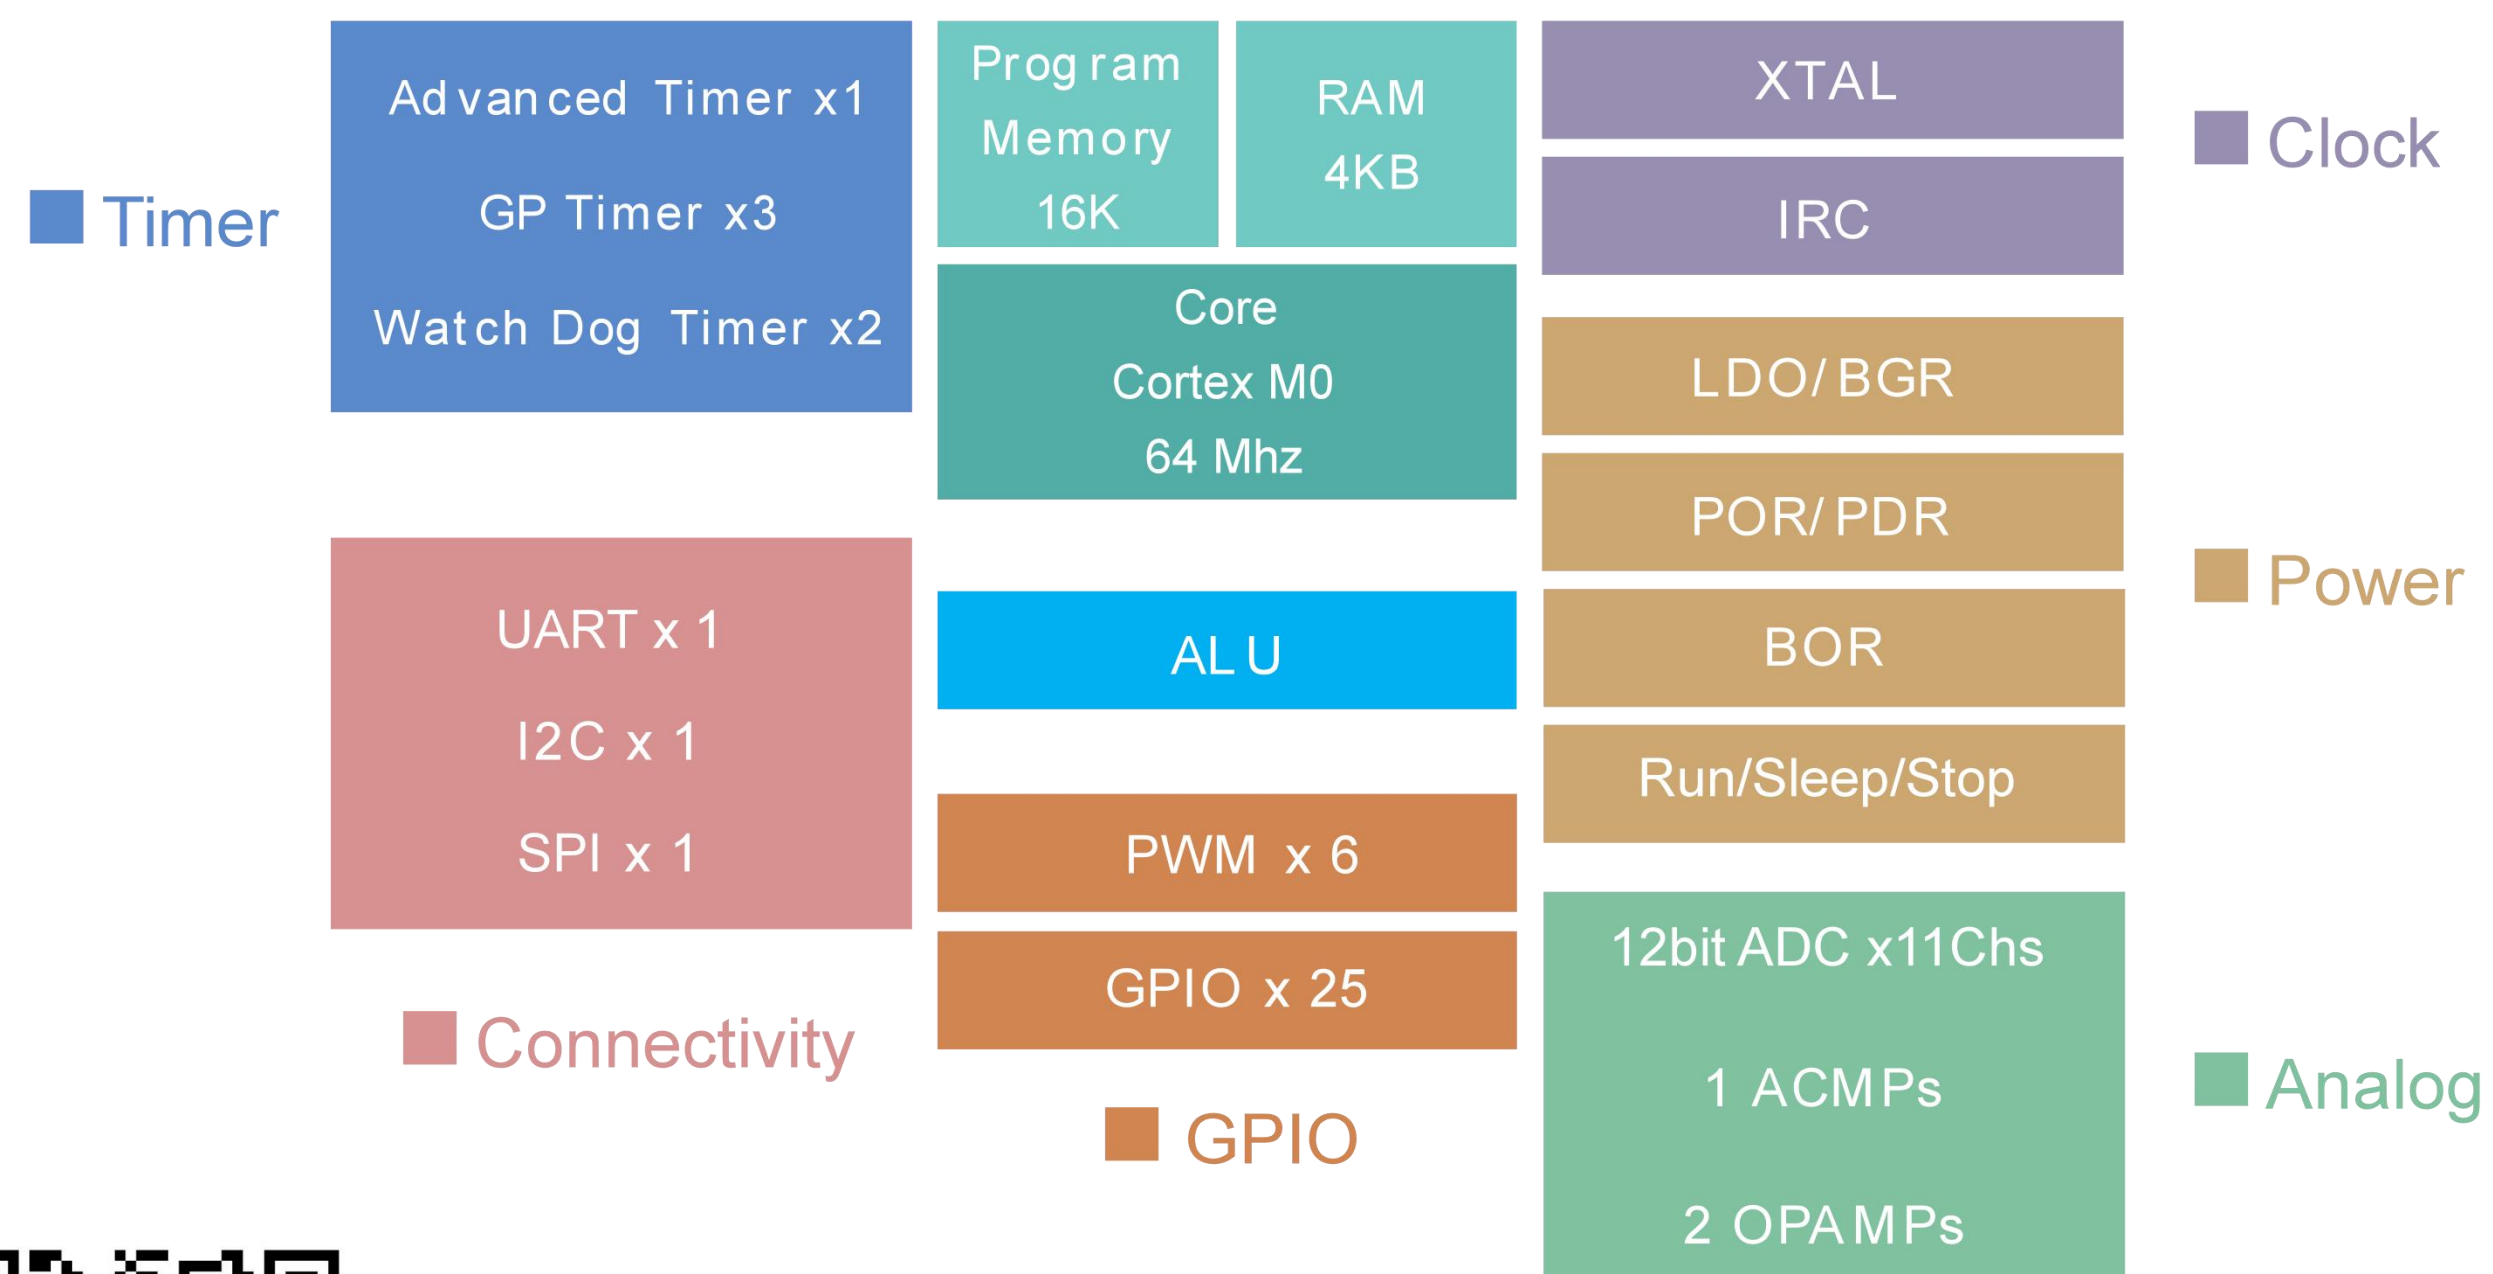 Timer
Advanced Timer x1
GP Timer x3
Watch Dog Timer x2
Program
Memory
16K
RAM
4KB
Core
Cortex M0
64 Mhz
XTAL
IRC
Clock
LDO/BGR
POR/PDR
BOR
Run/Sleep/Stop
Power
UART x 1
I2C x 1
SPI x 1
Connectivity
ALU
PWM x 6
GPIO x 25
GPIO
12bit ADC x11Chs
1 ACMPs
2 OPAMPs
Analog